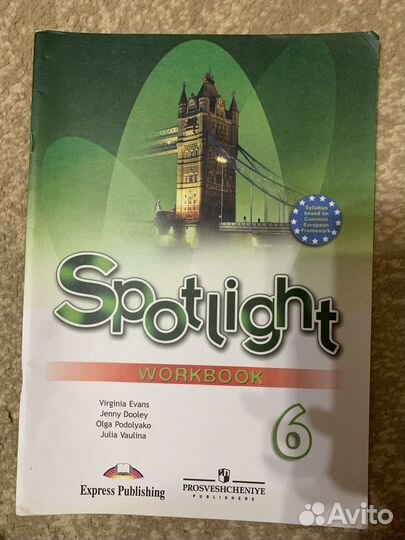 Syllabus
based on
Common
European
Framework
Spotlight
WORKBOOK
Virginia Evans
Jenny Dooley
Olga Podolyako
Julia Vaulina
6
Express Publishing
PROSVESHCHENIYE
PUBLISHERS
Avito